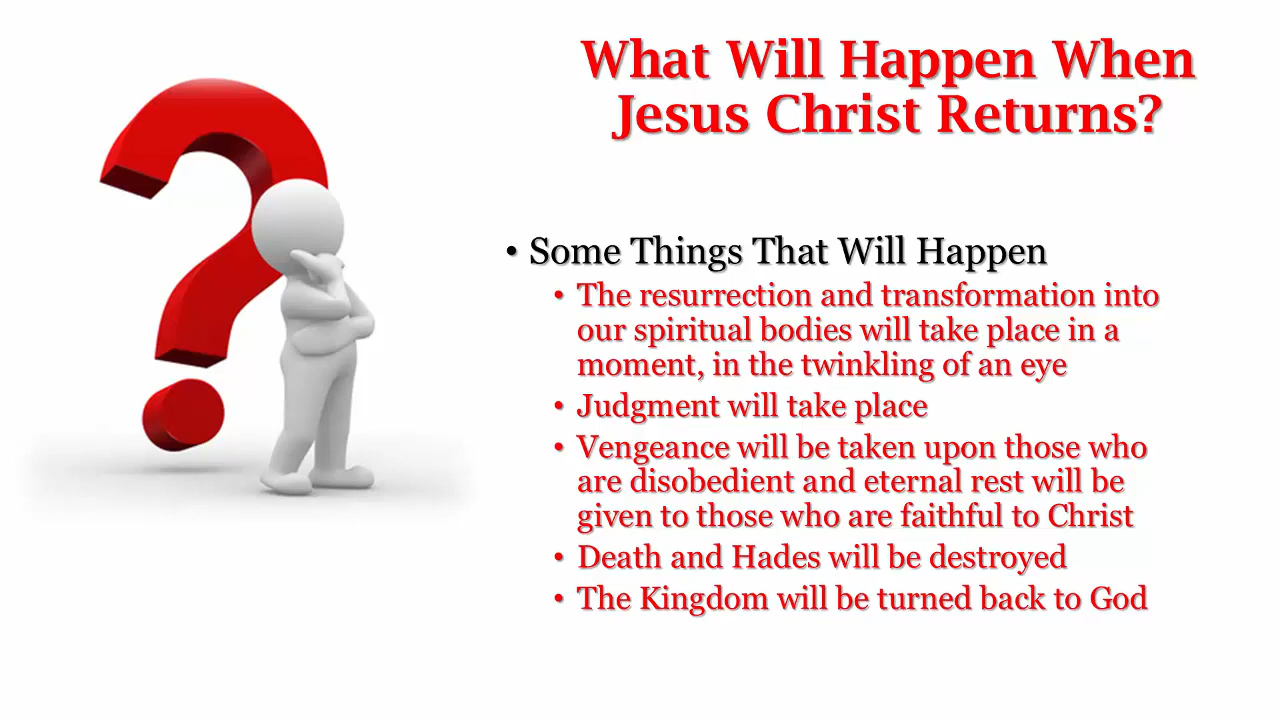 What Will Happen When
Jesus Christ Returns?
• Some Things That Will Happen
• The resurrection and transformation into
our spiritual bodies will take place in a
moment, in the twinkling of an eye
• Judgment will take place
• Vengeance will be taken upon those who
are disobedient and eternal rest will be
given to those who are faithful to Christ
• Death and Hades will be destroyed
• The Kingdom will be turned back to God